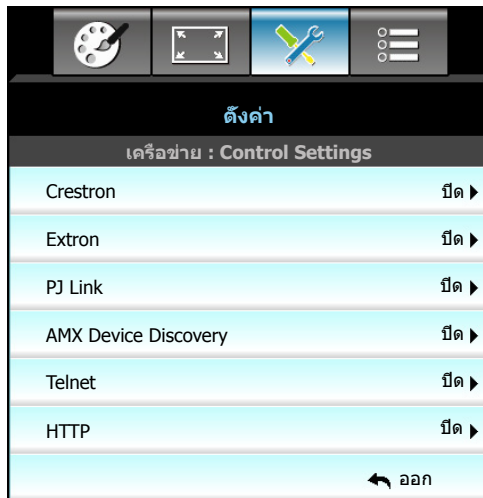 ตั้งค่า
เครือข่าย : Control Settings
Crestron ปิด
Extron ปิด
PJ Link ปิด
AMX Device Discovery ปิด
Telnet ปิด
HTTP ปิด
ออก